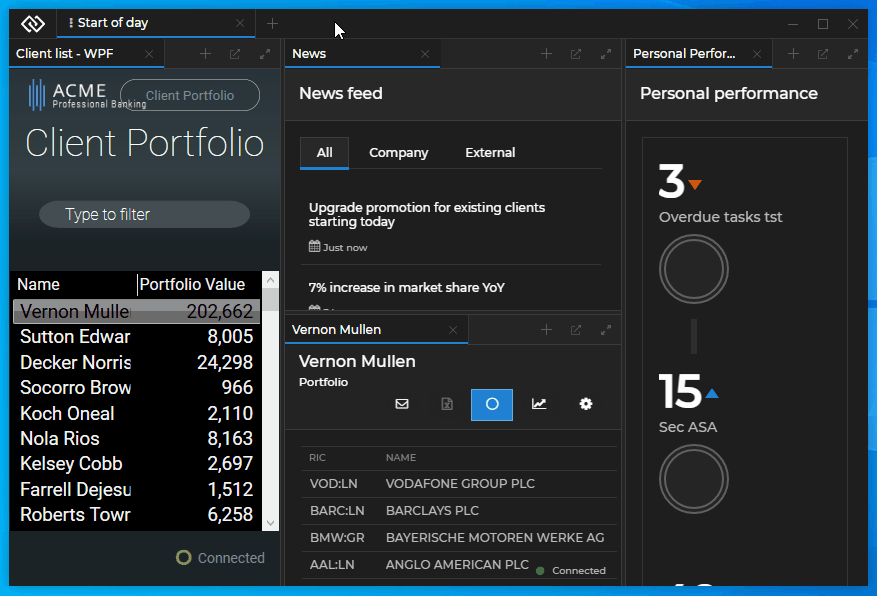 Start of day
Client list - WPF
ACME
Professional Banking
Client Portfolio
Client Portfolio
Type to filter
Name Portfolio Value
Vernon Mulle 202,662
Sutton Edwar 8,005
Decker Norris 24,298
Socorro Brow 966
Koch Oneal 2,110
Nola Rios 8,163
Kelsey Cobb 2,697
Farrell Dejesu 1,512
Roberts Towr 6,258
Connected
News
News feed
All Company External
Upgrade promotion for existing clients
starting today
Just now
7% increase in market share YoY
Vernon Mullen
Vernon Mullen
Portfolio
RIC NAME
VOD:LN VODAFONE GROUP PLC
BARC:LN BARCLAYS PLC
BMW:GR BAYERISCHE MOTOREN WERKE AG
AAL:LN ANGLO AMERICAN PLC
Connected
Personal Perfor...
Personal performance
3
Overdue tasks tst
15
Sec ASA